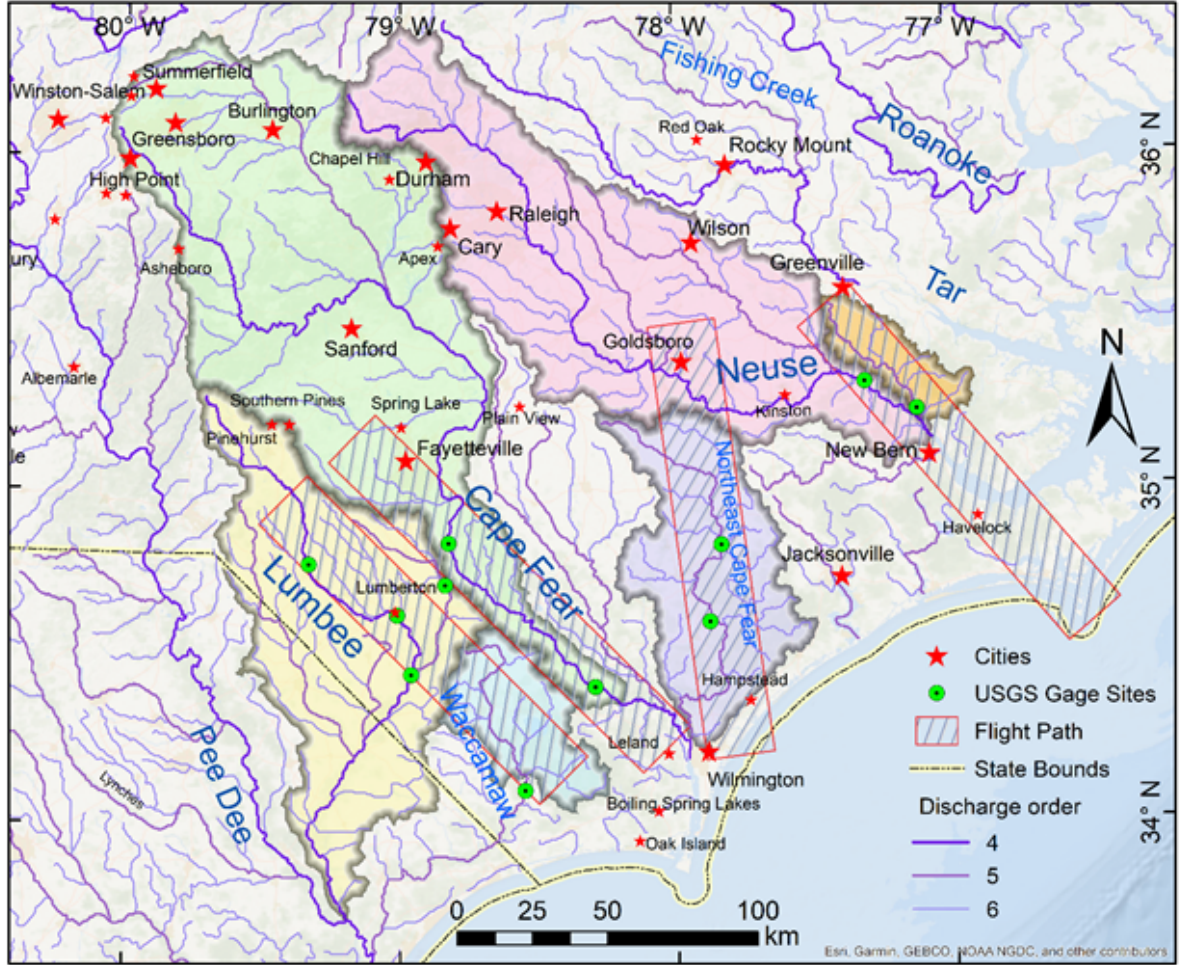 80°W
79°W
78°W
77°W
Summerfield
Winston-Salem
Burlington
Greensboro
Chapel Hill
Durham
High Point
Raleigh
Cary
Apex
Asheboro
ury
Fishing Creek
Roanoke
Red Oak
Rocky Mount
36°N
Wilson
Greenville
Tar
Sanford
Goldsboro
Neuse
N
Albemarle
Southern Pines
Spring Lake
Plain View
Kinston
Pinehurst
Fayetteville
New Bern
lle
35°N
Northeast Cape Fear
Cape Fear
Havelock
Jacksonville
Lumbee
Lumberton
Waccamaw
Hampstead
Pee Dee
Lynches
Leland
Wilmington
Boiling Spring Lakes
Oak Island
34°N
Cities
USGS Gage Sites
Flight Path
State Bounds
Discharge order
4
5
6
0 25 50 100
km
Esri, Garmin, GEBCO, NOAA NGDC, and other contributors